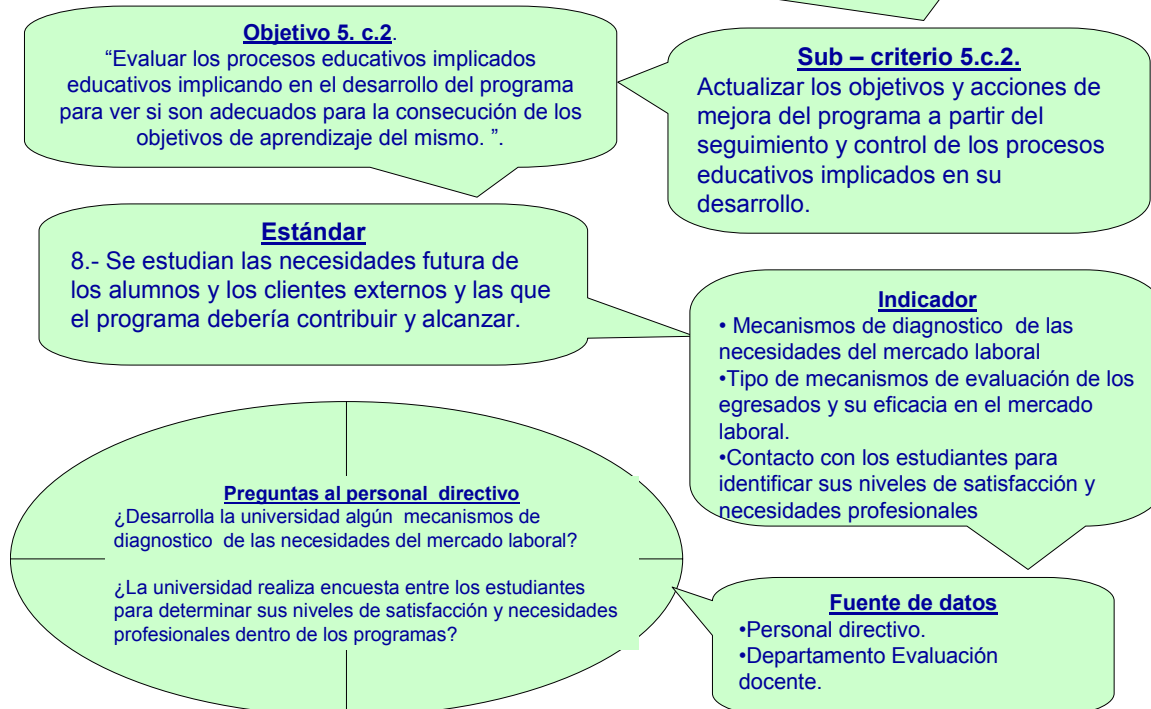 Objetivo 5. c.2.
“Evaluar los procesos educativos implicados
educativos implicando en el desarrollo del programa
para ver si son adecuados para la consecución de los
objetivos de aprendizaje del mismo. ”.
Sub – criterio 5.c.2.
Actualizar los objetivos y acciones de
mejora del programa a partir del
seguimiento y control de los procesos
educativos implicados en su
desarrollo.
Estándar
8.- Se estudian las necesidades futura de
los alumnos y los clientes externos y las que
el programa debería contribuir y alcanzar.
Indicador
• Mecanismos de diagnostico de las
necesidades del mercado laboral
•Tipo de mecanismos de evaluación de los
egresados y su eficacia en el mercado
laboral.
•Contacto con los estudiantes para
identificar sus niveles de satisfacción y
necesidades profesionales
Preguntas al personal directivo
¿Desarrolla la universidad algún mecanismos de
diagnostico de las necesidades del mercado laboral?
¿La universidad realiza encuesta entre los estudiantes
para determinar sus niveles de satisfacción y necesidades
profesionales dentro de los programas?
Fuente de datos
•Personal directivo.
•Departamento Evaluación
docente.